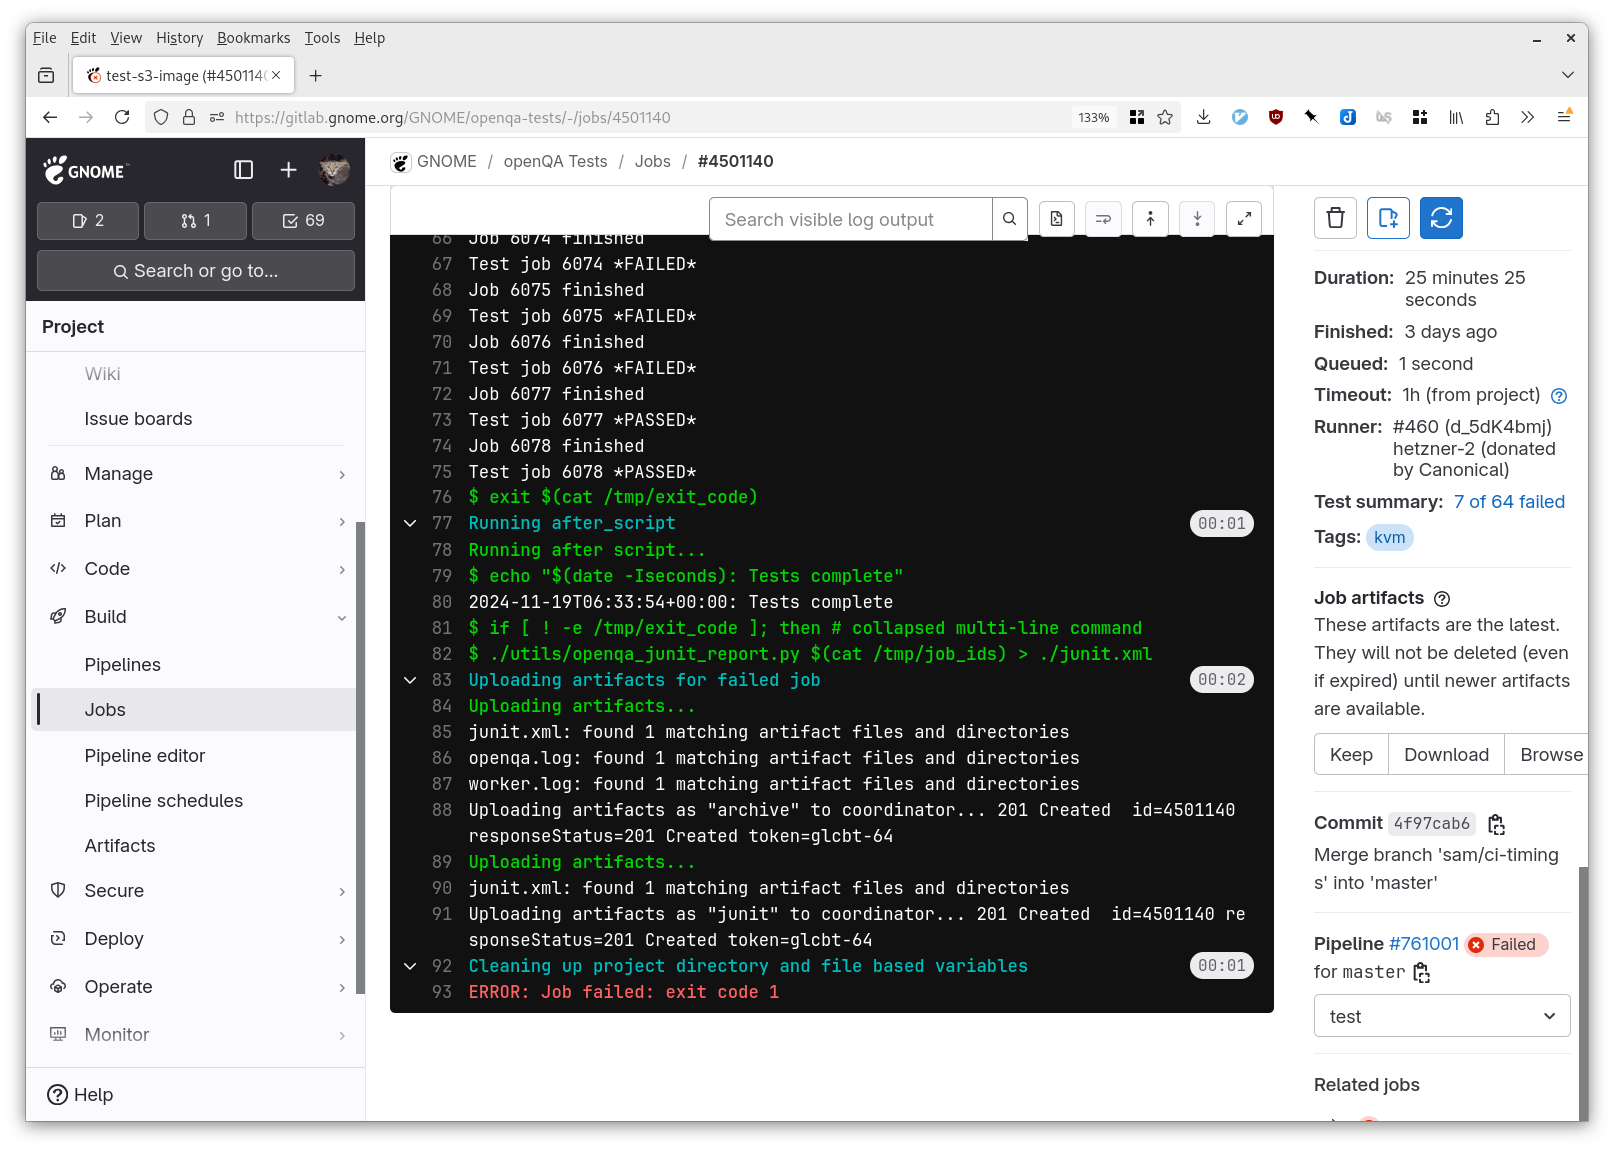 File Edit View History Bookmarks Tools Help
test-s3-image (#450114
https://gitlab.gnome.org/GNOME/openqa-tests/-/jobs/4501140 133%
GNOME™
2 1 69
Search or go to...
Project
Wiki
Issue boards
Manage
Plan
Code
Build
Pipelines
Jobs
Pipeline editor
Pipeline schedules
Artifacts
Secure
Deploy
Operate
Monitor
Help
GNOME / openQA Tests / Jobs / #4501140
Search visible log output
66 Job 6074 finished
67 Test job 6074 *FAILED*
68 Job 6075 finished
69 Test job 6075 *FAILED*
70 Job 6076 finished
71 Test job 6076 *FAILED*
72 Job 6077 finished
73 Test job 6077 *PASSED*
74 Job 6078 finished
75 Test job 6078 *PASSED*
76 $ exit $(cat /tmp/exit_code)
77 Running after_script 00:01
78 Running after script...
79 $ echo "$(date -Iseconds): Tests complete"
80 2024-11-19T06:33:54+00:00: Tests complete
81 $ if [ ! -e /tmp/exit_code ]; then # collapsed multi-line command
82 $ ./utils/openqa_junit_report.py $(cat /tmp/job_ids) > ./junit.xml
83 Uploading artifacts for failed job 00:02
84 Uploading artifacts...
85 junit.xml: found 1 matching artifact files and directories
86 openqa.log: found 1 matching artifact files and directories
87 worker.log: found 1 matching artifact files and directories
88 Uploading artifacts as "archive" to coordinator... 201 Created  id=4501140
responseStatus=201 Created token=glcbt-64
89 Uploading artifacts...
90 junit.xml: found 1 matching artifact files and directories
91 Uploading artifacts as "junit" to coordinator... 201 Created  id=4501140 re
sponseStatus=201 Created token=glcbt-64
92 Cleaning up project directory and file based variables 00:01
93 ERROR: Job failed: exit code 1
Duration: 25 minutes 25
seconds
Finished: 3 days ago
Queued: 1 second
Timeout: 1h (from project)
Runner: #460 (d_5dK4bmj)
hetzner-2 (donated
by Canonical)
Test summary: 7 of 64 failed
Tags: kvm
Job artifacts
These artifacts are the latest.
They will not be deleted (even
if expired) until newer artifacts
are available.
Keep Download Browse
Commit 4f97cab6
Merge branch 'sam/ci-timing
s' into 'master'
Pipeline #761001 Failed
for master
test
Related jobs